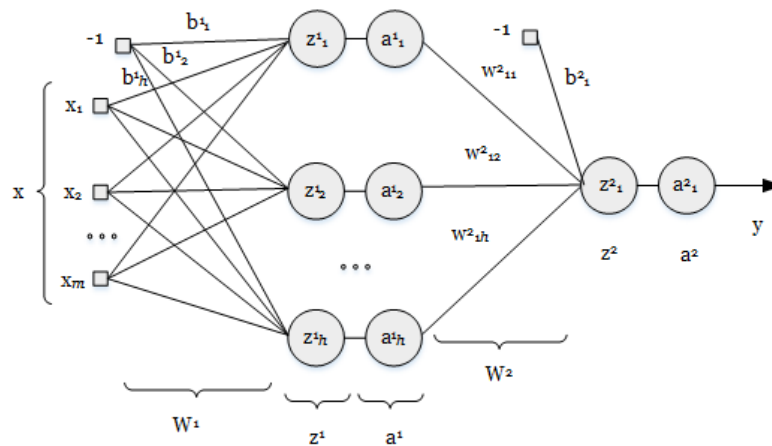 -1
b¹₁
b¹₂
b¹ₕ
z¹₁
a¹₁
-1
w²₁₁
b²₁
x₁
x
x₂
xₘ
z¹₂
a¹₂
w²₁₂
w²₁ₕ
z²₁
a²₁
y
z²
a²
z¹ₕ
a¹ₕ
W²
W¹
z¹
a¹